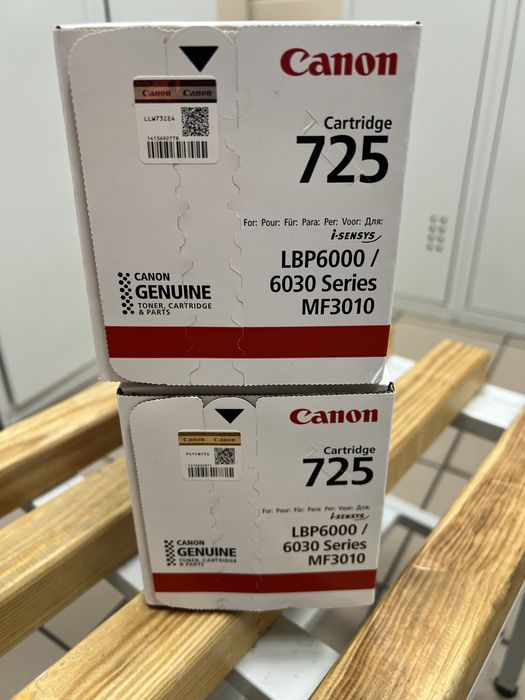 Canon
Canon Canon
LLW73ZE4
1413692778
Cartridge
725
For: Pour: Für: Para: Per: Voor: Для:
i-SENSYS
LBP6000 /
6030 Series
MF3010
CANON
GENUINE
TONER, CARTRIDGE
& PARTS
Canon
Canon Canon
Cartridge
725
For: Pour: Für: Para: Per: Voor: Для:
i-SENSYS
LBP6000 /
6030 Series
MF3010
CANON
GENUINE
TONER, CARTRIDGE
& PARTS